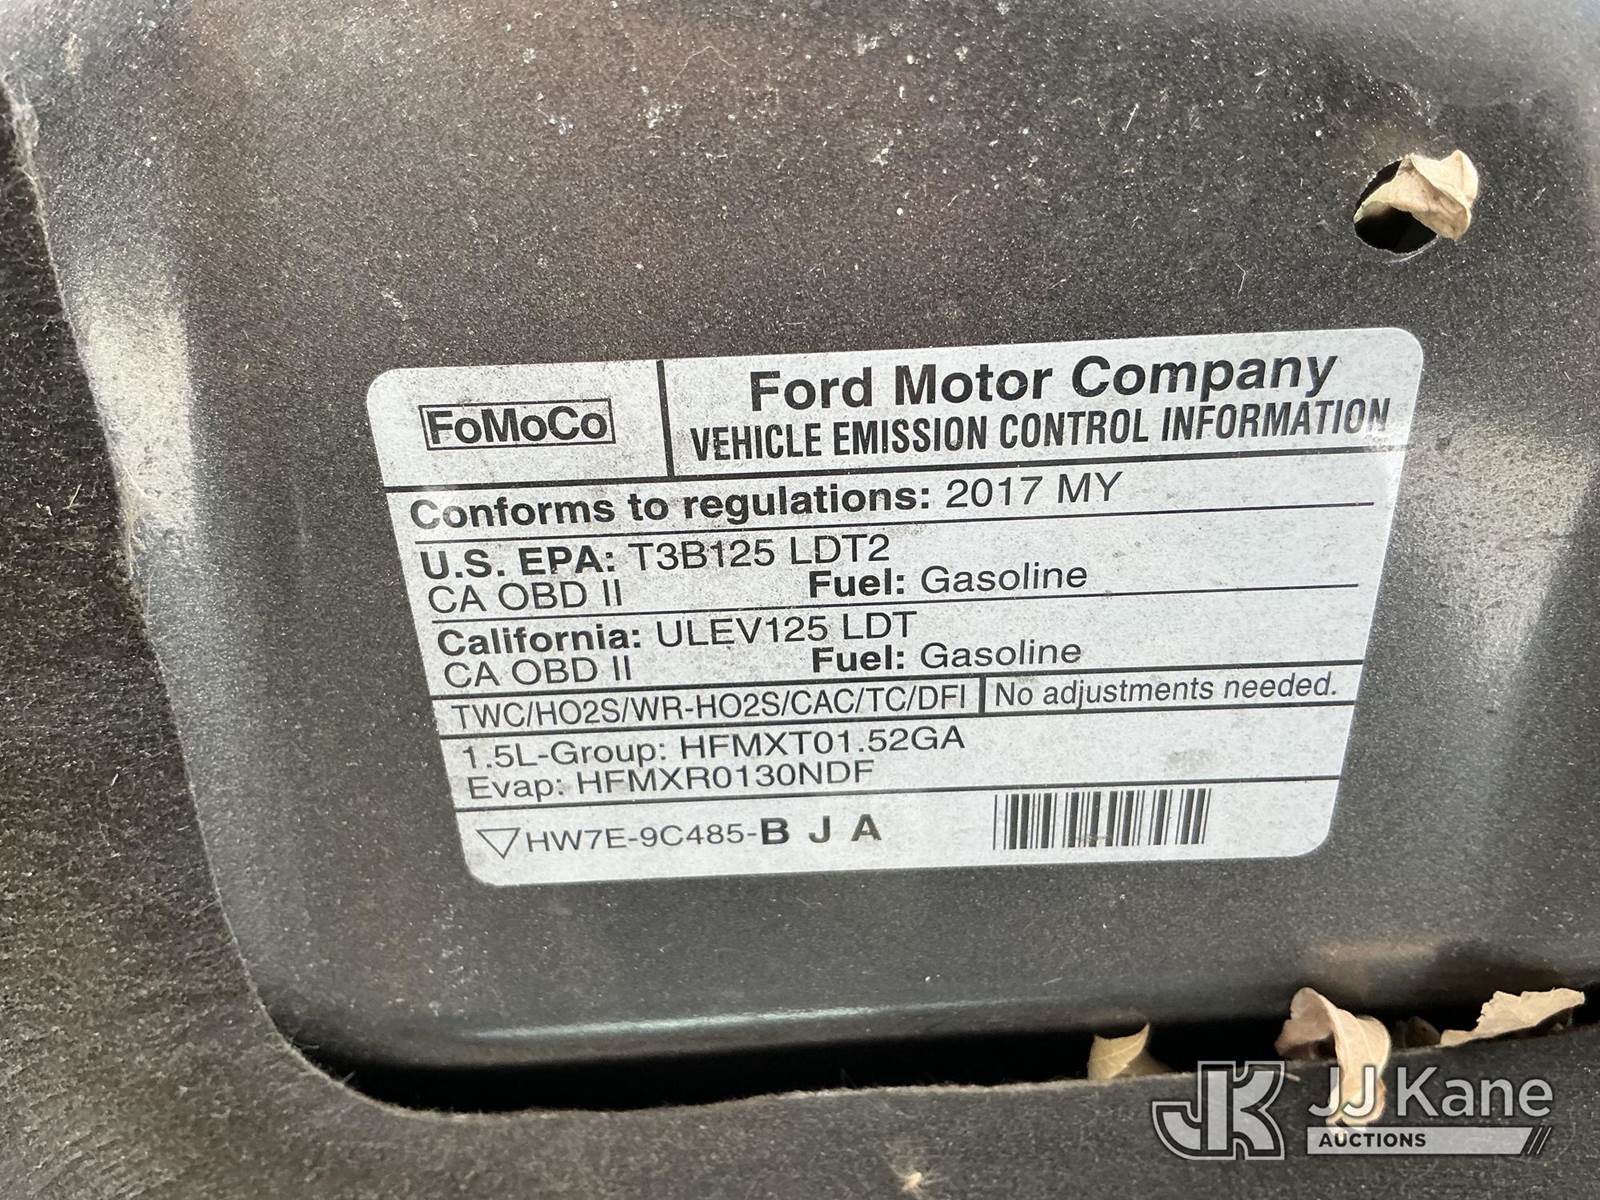 FoMoCo
Ford Motor Company
VEHICLE EMISSION CONTROL INFORMATION
Conforms to regulations: 2017 MY
U.S. EPA: T3B125 LDT2
CA OBD II Fuel: Gasoline
California: ULEV125 LDT
CA OBD II Fuel: Gasoline
TWC/HO2S/WR-HO2S/CAC/TC/DFI No adjustments needed.
1.5L-Group: HFMXT01.52GA
Evap: HFMXR0130NDF
HW7E-9C485-B J A
JK JJ Kane
AUCTIONS